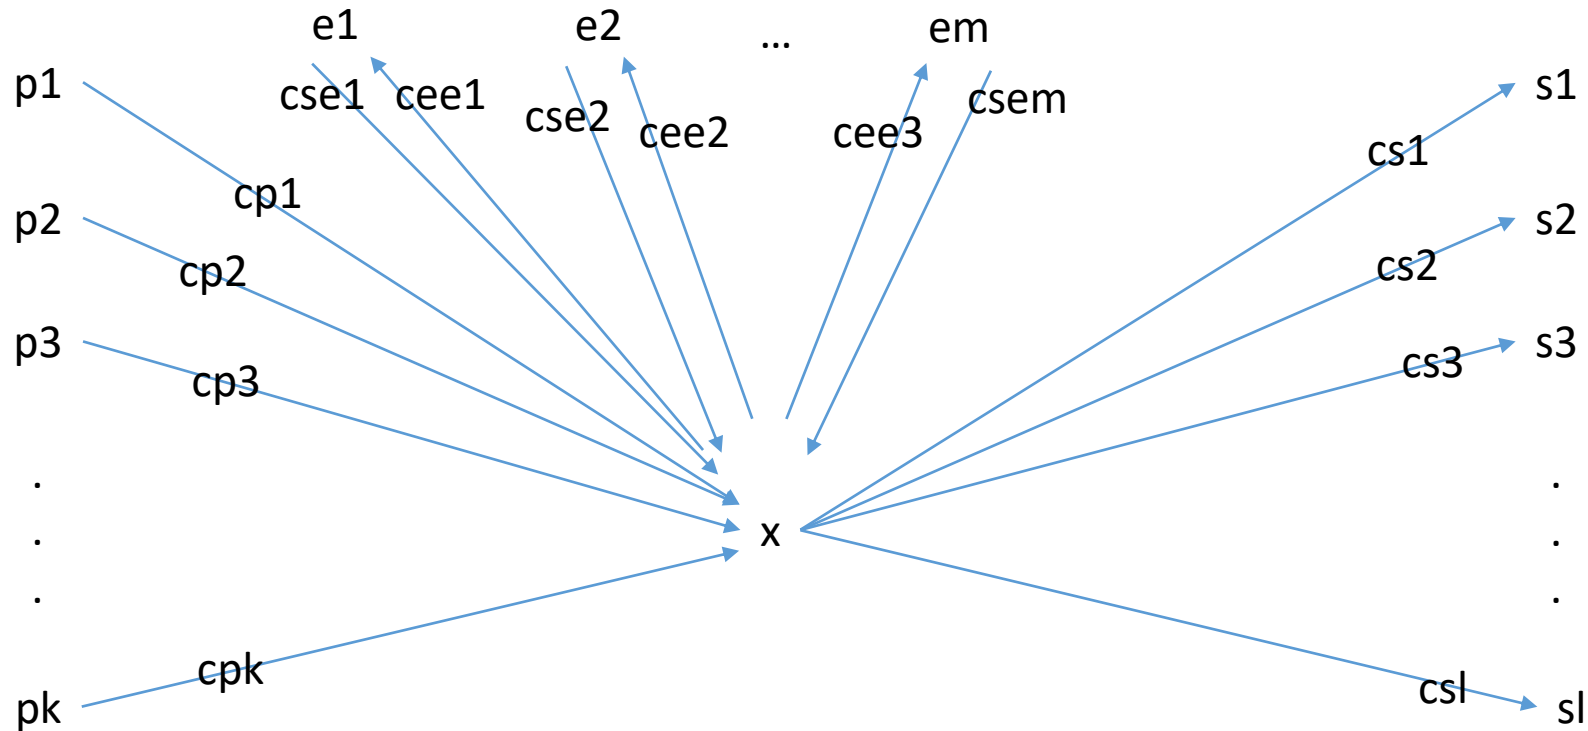 e1 e2 ... em
p1 s1
cse1 cee1 csem
cse2 cee2 cee3
cs1
cp1
p2 s2
cp2 cs2
p3 s3
cp3 cs3
. .
. x .
. .
cpk
csl
pk sl